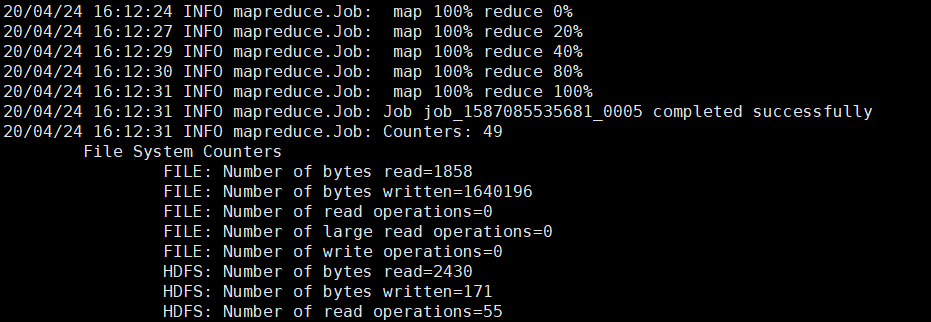 20/04/24 16:12:24 INFO mapreduce.Job:  map 100% reduce 0%
20/04/24 16:12:27 INFO mapreduce.Job:  map 100% reduce 20%
20/04/24 16:12:29 INFO mapreduce.Job:  map 100% reduce 40%
20/04/24 16:12:30 INFO mapreduce.Job:  map 100% reduce 80%
20/04/24 16:12:31 INFO mapreduce.Job:  map 100% reduce 100%
20/04/24 16:12:31 INFO mapreduce.Job: Job job_1587085535681_0005 completed successfully
20/04/24 16:12:31 INFO mapreduce.Job: Counters: 49
        File System Counters
                FILE: Number of bytes read=1858
                FILE: Number of bytes written=1640196
                FILE: Number of read operations=0
                FILE: Number of large read operations=0
                FILE: Number of write operations=0
                HDFS: Number of bytes read=2430
                HDFS: Number of bytes written=171
                HDFS: Number of read operations=55